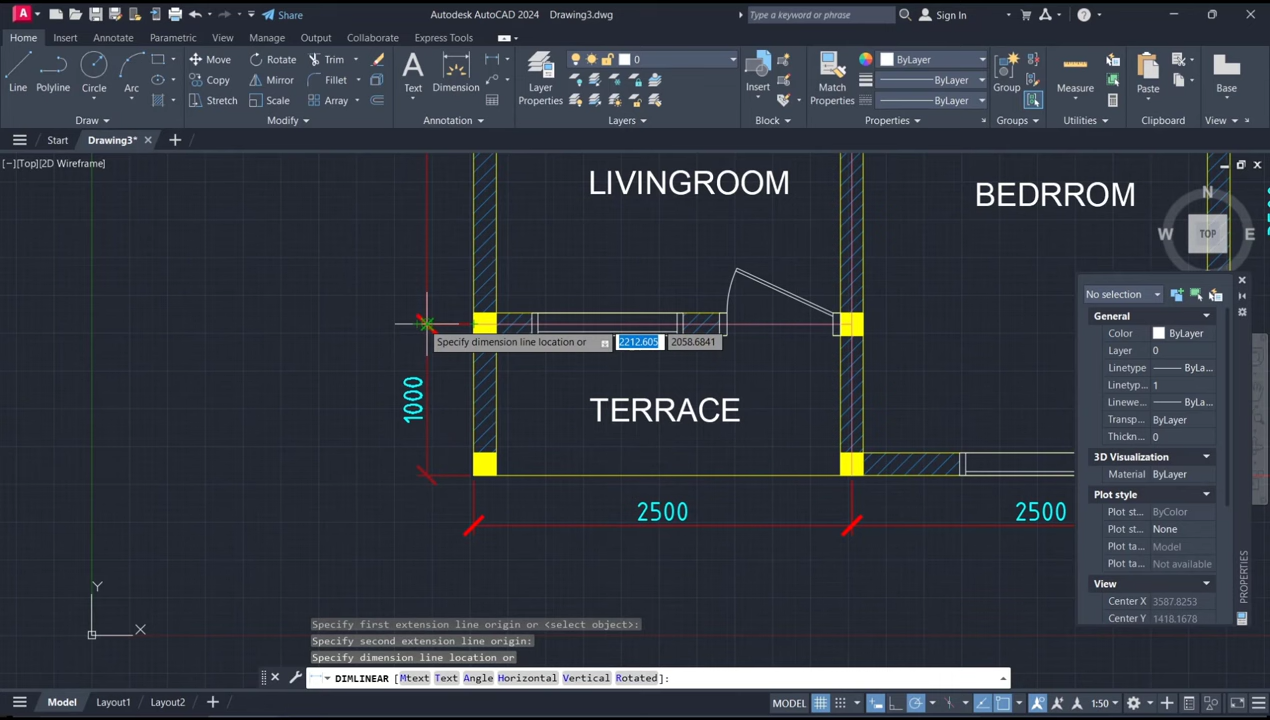 Share
Autodesk AutoCAD 2024 Drawing3.dwg
Type a keyword or phrase
Sign In
Home Insert Annotate Parametric View Manage Output Collaborate Express Tools
Line
Polyline
Circle
Arc
Move Rotate Trim
Copy Mirror Fillet
Stretch Scale Array
Text
Dimension
Layer
Properties
0
Insert
Match
Properties
ByLayer
ByLayer
ByLayer
Group
Measure
Paste
Base
Draw Modify Annotation Layers Block Properties Groups Utilities Clipboard View
Start Drawing3*
[−][Top][2D Wireframe]
LIVINGROOM
BEDRROM
N
W TOP E
No selection
General
Color ByLayer
Layer 0
Linetype ByLa...
Linetyp... 1
Linewe... ByLa...
Transp... ByLayer
Thickn... 0
3D Visualization
Material ByLayer
Plot style
Plot st... ByColor
Plot st... None
Plot ta... Model
Plot ta... Not available
View
Center X 3587.8253
Center Y 1418.1678
PROPERTIES
Specify dimension line location or 2212.605 2058.6841
1000
TERRACE
2500
2500
Y
X
Specify first extension line origin or <select object>:
Specify second extension line origin:
Specify dimension line location or
DIMLINEAR [Mtext Text Angle Horizontal Vertical Rotated]:
Model Layout1 Layout2
MODEL
1:50